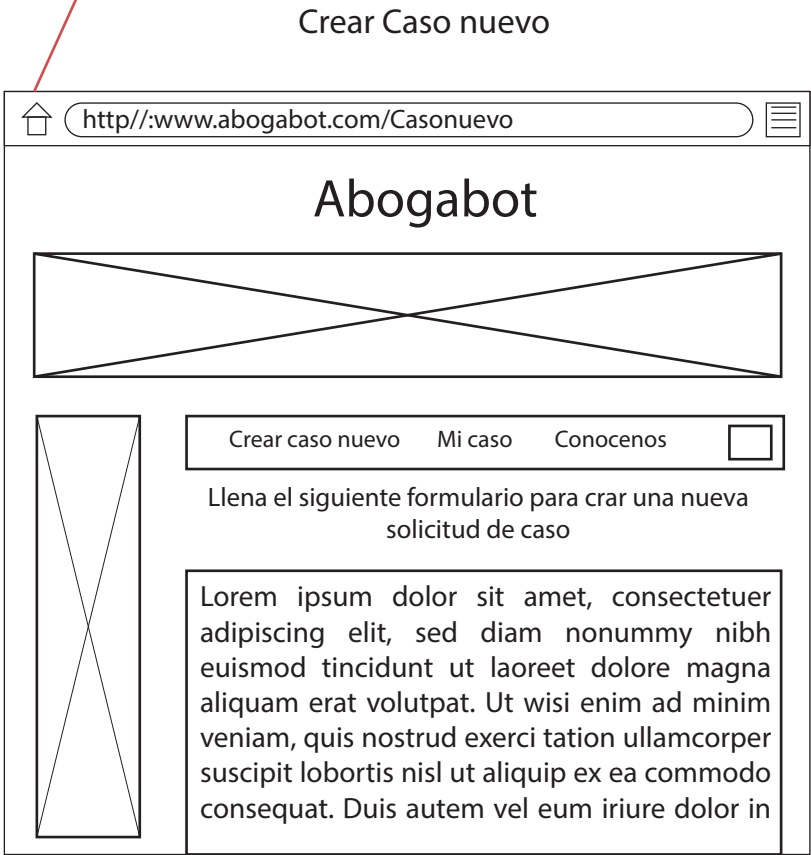 Crear Caso nuevo
http//:www.abogabot.com/Casonuevo
Abogabot
Crear caso nuevo Mi caso Conocenos
Llena el siguiente formulario para crar una nueva
solicitud de caso
Lorem ipsum dolor sit amet, consectetuer
adipiscing elit, sed diam nonummy nibh
euismod tincidunt ut laoreet dolore magna
aliquam erat volutpat. Ut wisi enim ad minim
veniam, quis nostrud exerci tation ullamcorper
suscipit lobortis nisl ut aliquip ex ea commodo
consequat. Duis autem vel eum iriure dolor in